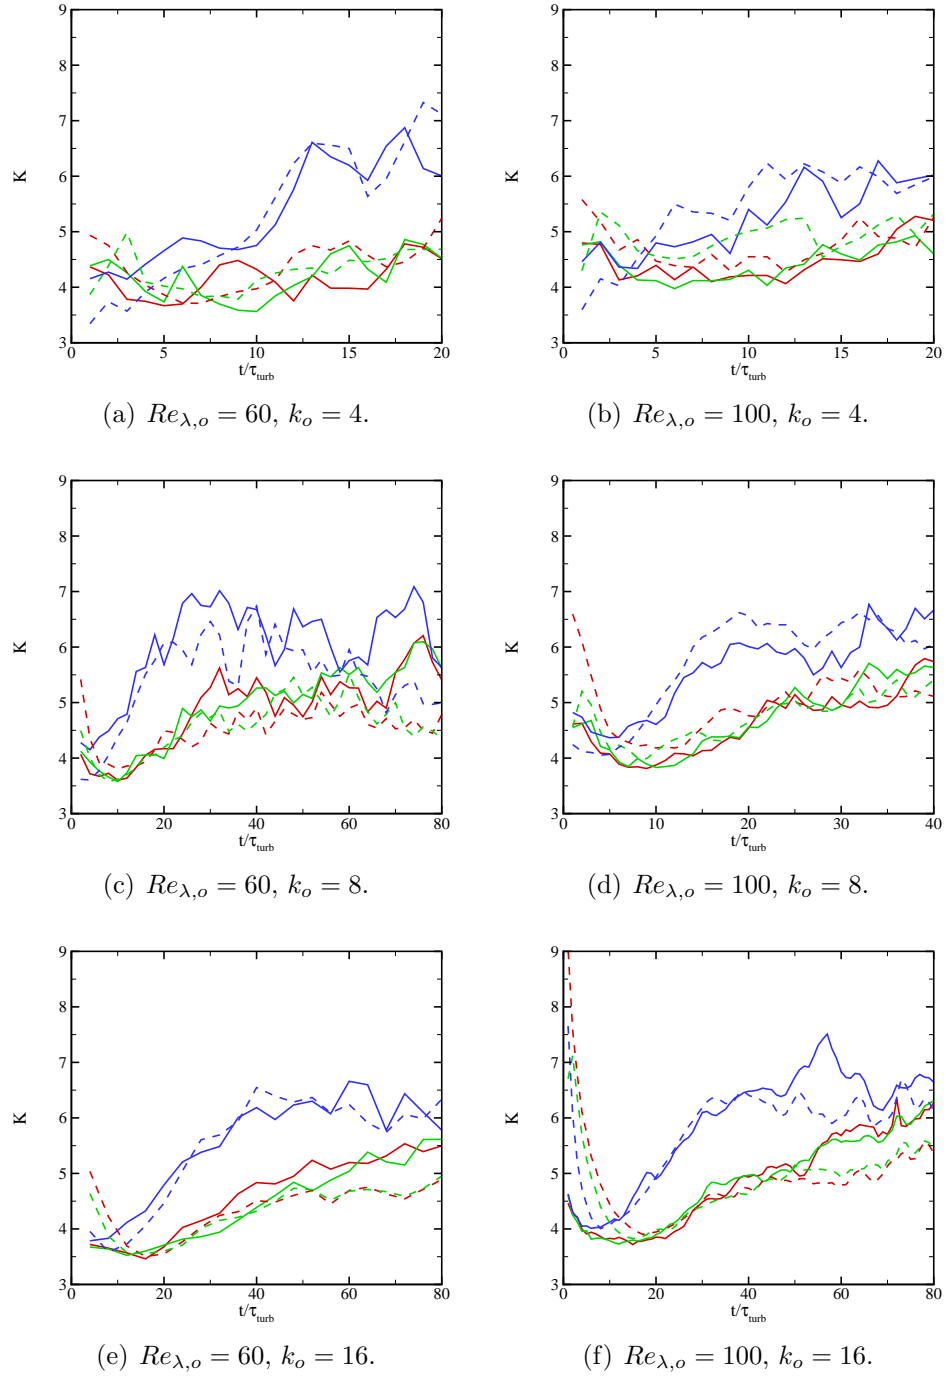 9 9
8 8
7 7
K K
6 6
5 5
4 4
3 3
0 5 10 15 20 0 5 10 15 20
t/τturb t/τturb
(a) Reλ,o = 60, ko = 4. (b) Reλ,o = 100, ko = 4.
9 9
8 8
7 7
K K
6 6
5 5
4 4
3 3
0 20 40 60 80 0 10 20 30 40
t/τturb t/τturb
(c) Reλ,o = 60, ko = 8. (d) Reλ,o = 100, ko = 8.
9 9
8 8
7 7
K K
6 6
5 5
4 4
3 3
0 20 40 60 80 0 20 40 60 80
t/τturb t/τturb
(e) Reλ,o = 60, ko = 16. (f) Reλ,o = 100, ko = 16.